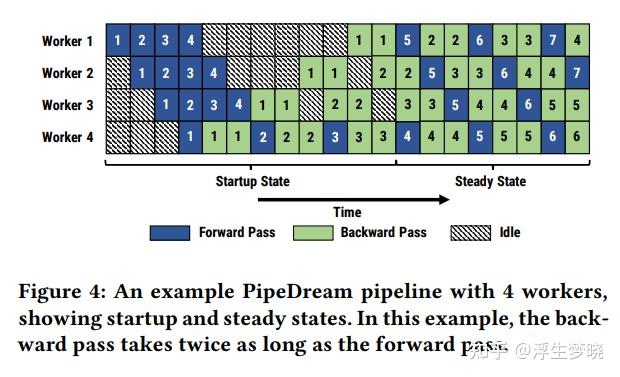 Worker 1 1 2 3 4 1 1 5 2 2 6 3 3 7 4
Worker 2 1 2 3 4 1 1 2 2 5 3 3 6 4 4 7
Worker 3 1 2 3 4 1 1 2 2 3 3 5 4 4 6 5 5
Worker 4 1 1 1 2 2 2 3 3 3 4 4 4 5 5 5 6 6
Startup State Steady State
Time
Forward Pass Backward Pass Idle
Figure 4: An example PipeDream pipeline with 4 workers,
showing startup and steady states. In this example, the back-
ward pass takes twice as long as the forward pass.
知乎 @浮生梦晓